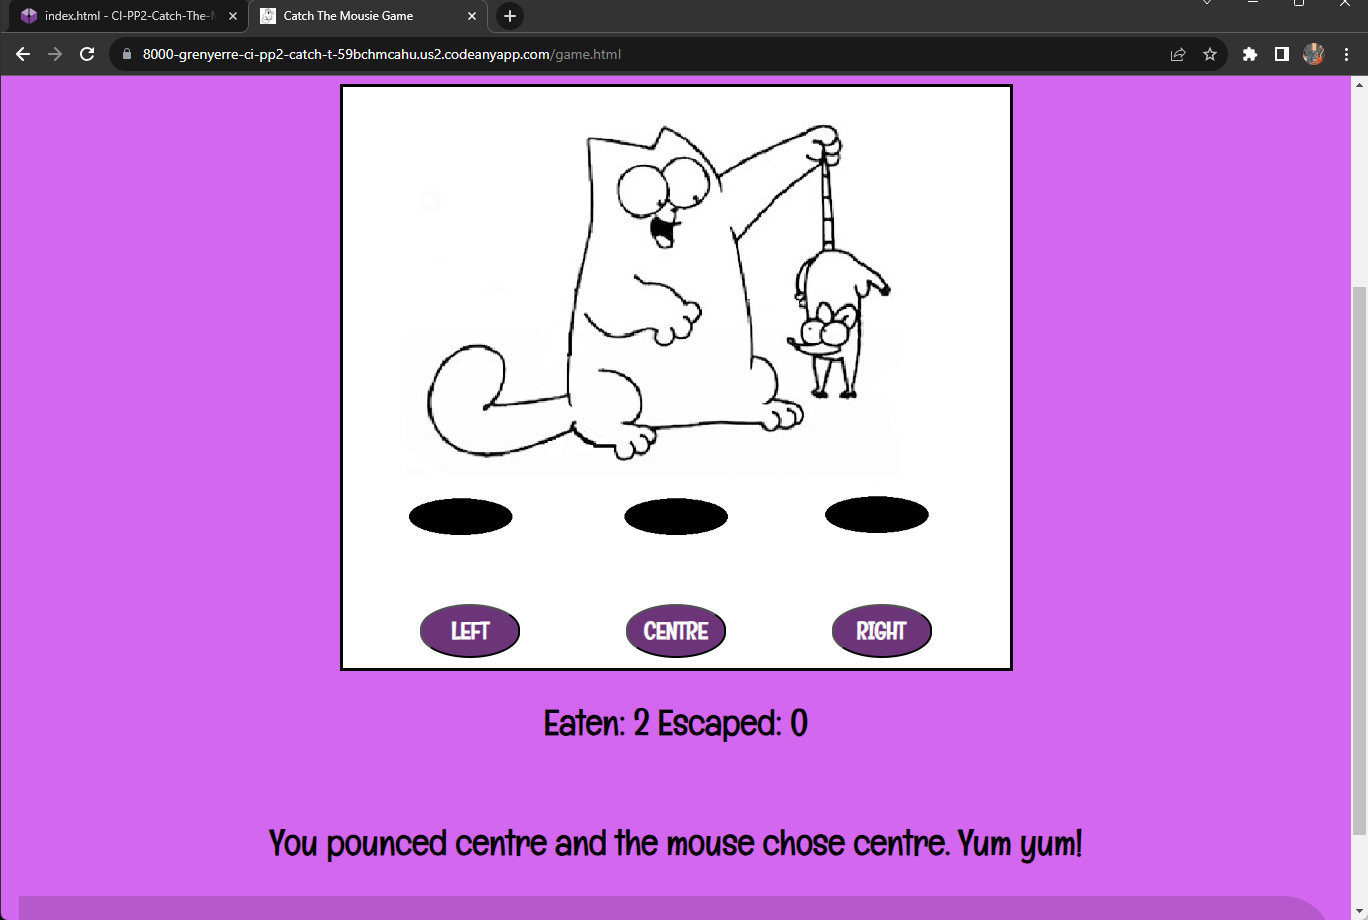 index.html - CI-PP2-Catch-The-M
Catch The Mousie Game
8000-grenyerre-ci-pp2-catch-t-59bchmcahu.us2.codeanyapp.com/game.html
LEFT CENTRE RIGHT
Eaten: 2 Escaped: 0
You pounced centre and the mouse chose centre. Yum yum!